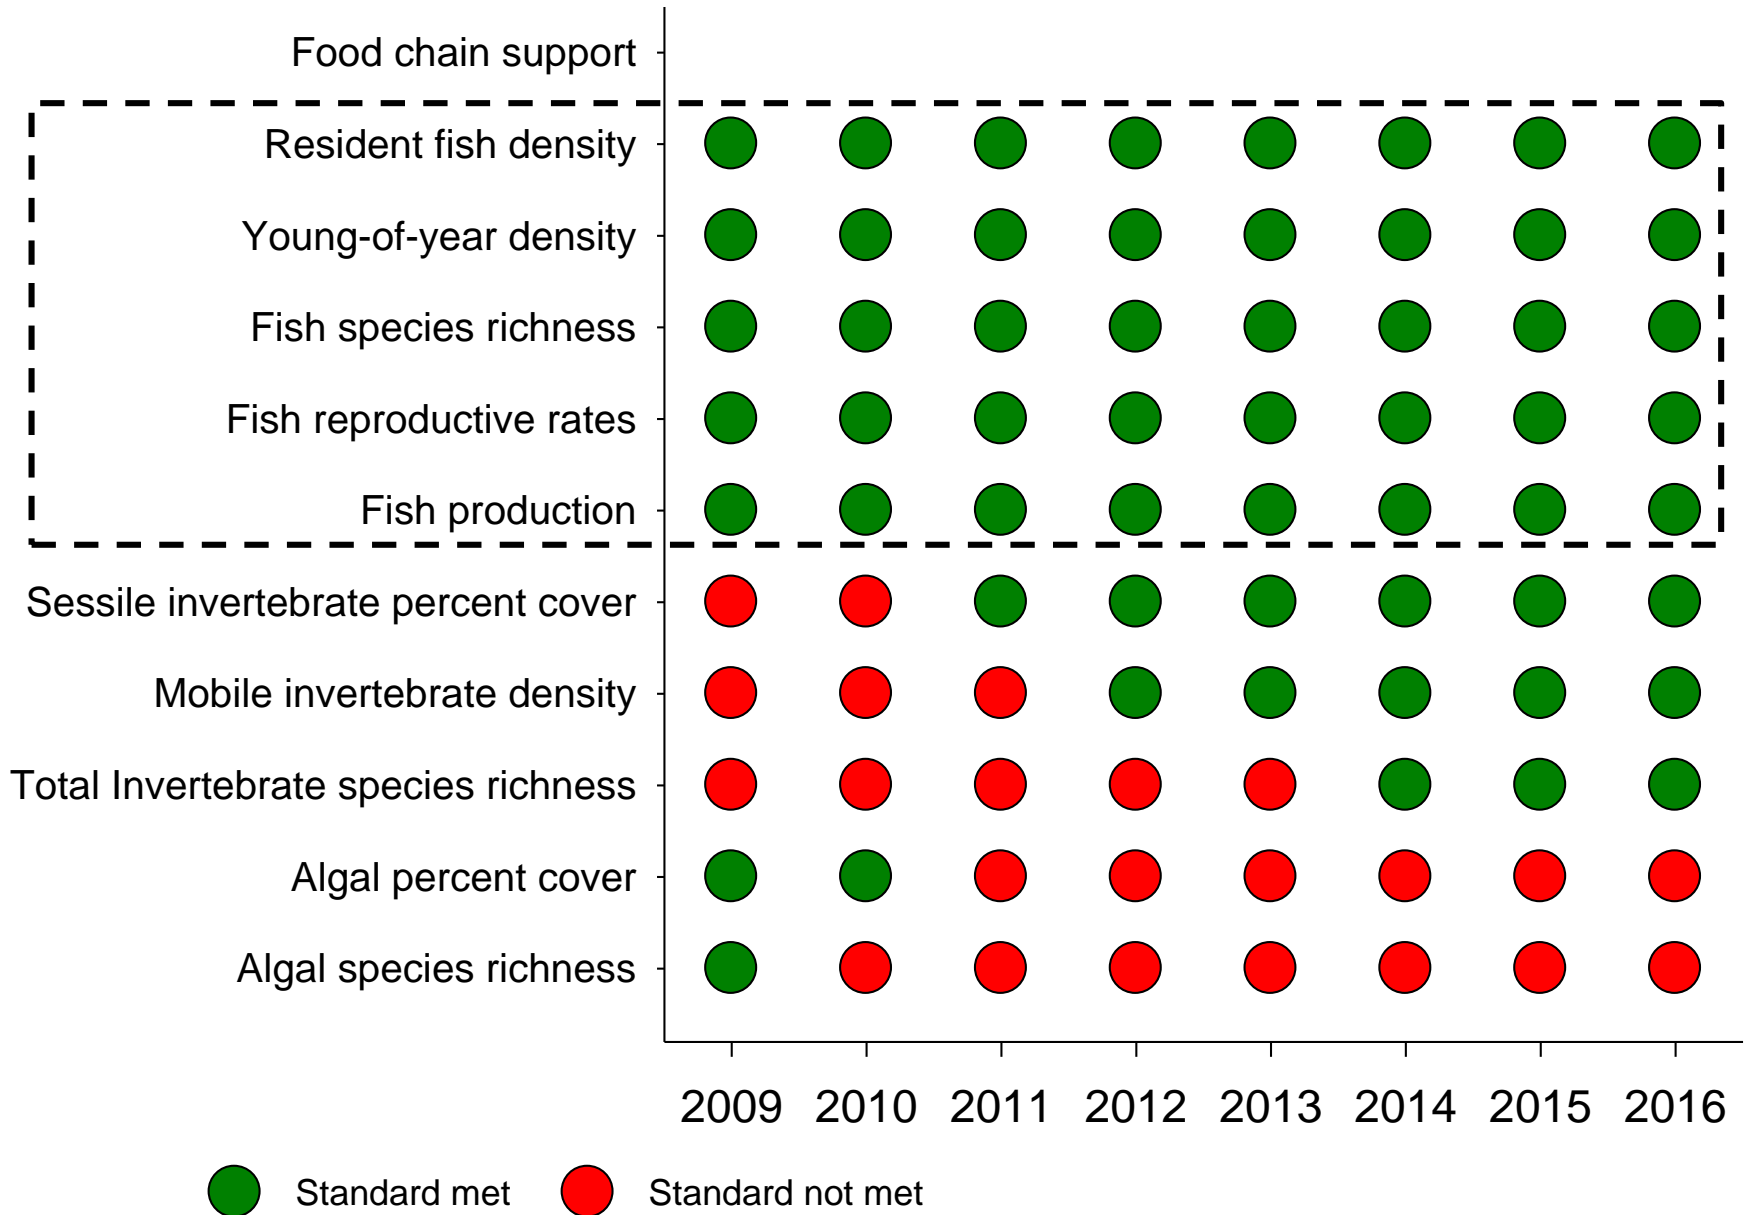 Food chain support
Resident fish density
Young-of-year density
Fish species richness
Fish reproductive rates
Fish production
Sessile invertebrate percent cover
Mobile invertebrate density
Total Invertebrate species richness
Algal percent cover
Algal species richness
2009 2010 2011 2012 2013 2014 2015 2016
Standard met Standard not met